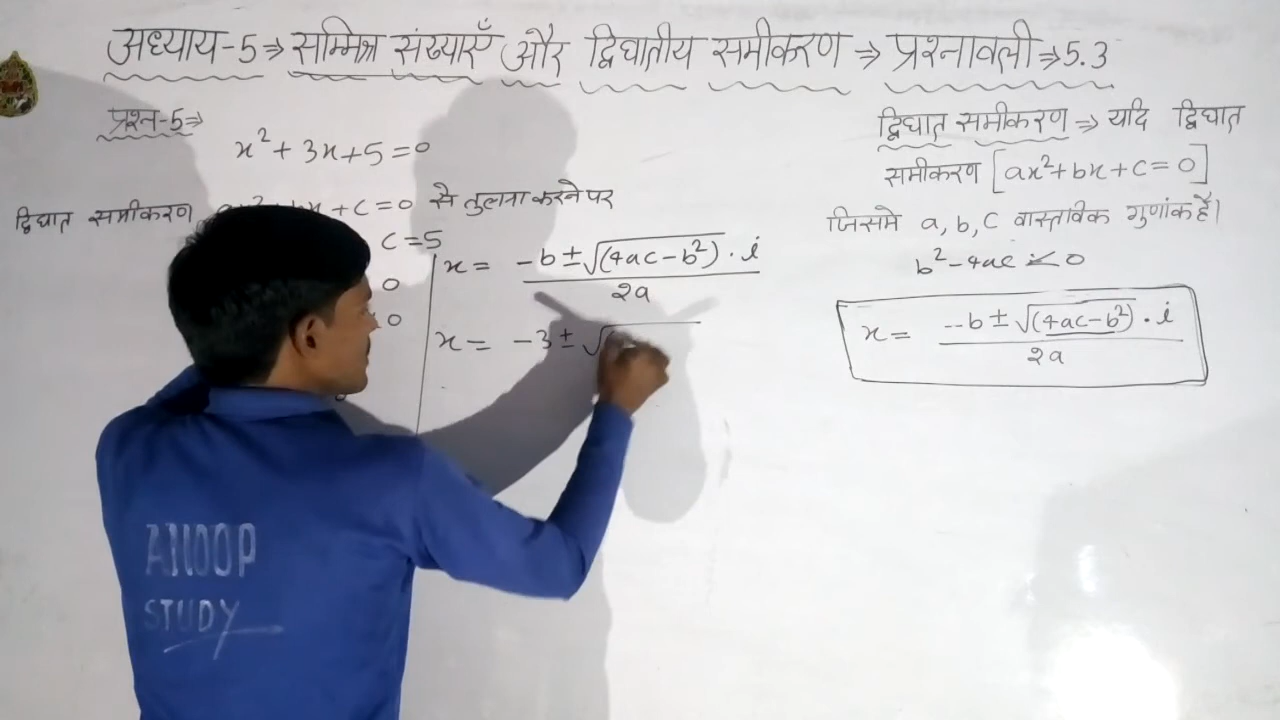 अध्याय-5⇒ सम्मिश्र संख्याएँ और द्विघातीय समीकरण ⇒ प्रश्नावली⇒5.3
प्रश्न-5⇒
x²+3x+5=0
द्विघात समीकरण +c=0 से तुलना करने पर
c=5
0
0
x = -b±√(4ac-b²).i / 2a
x = -3±√
द्विघात समीकरण ⇒ यदि द्विघात
समीकरण [ax²+bx+c=0]
जिसमे a, b, c वास्तविक गुणांक हैं।
b²-4ac < 0
x = -b±√(4ac-b²).i / 2a
ANOOP
STUDY